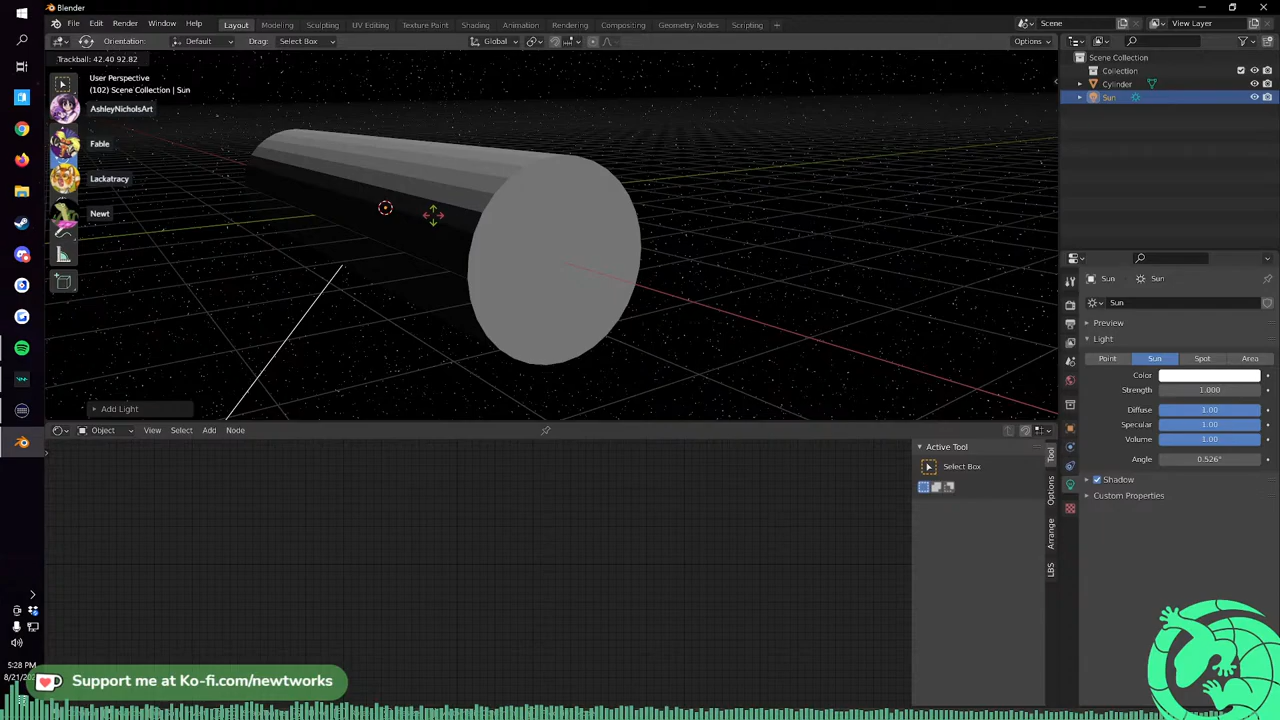 Blender
File Edit Render Window Help
Layout Modeling Sculpting UV Editing Texture Paint Shading Animation Rendering Compositing Geometry Nodes Scripting +
Scene
View Layer
Orientation: Default Drag: Select Box
Global
Options
Trackball: 42.40 92.82
User Perspective
(102) Scene Collection | Sun
AshleyNicholsArt
Fable
Lackatracy
Newt
Add Light
Scene Collection
Collection
Cylinder
Sun
Sun Sun
Sun
Preview
Light
Point Sun Spot Area
Color
Strength 1.000
Diffuse 1.00
Specular 1.00
Volume 1.00
Angle 0.526°
Shadow
Custom Properties
Object View Select Add Node
Active Tool
Select Box
Tool
Options
Arrange
LBS
5:28 PM
Support me at Ko-fi.com/newtworks